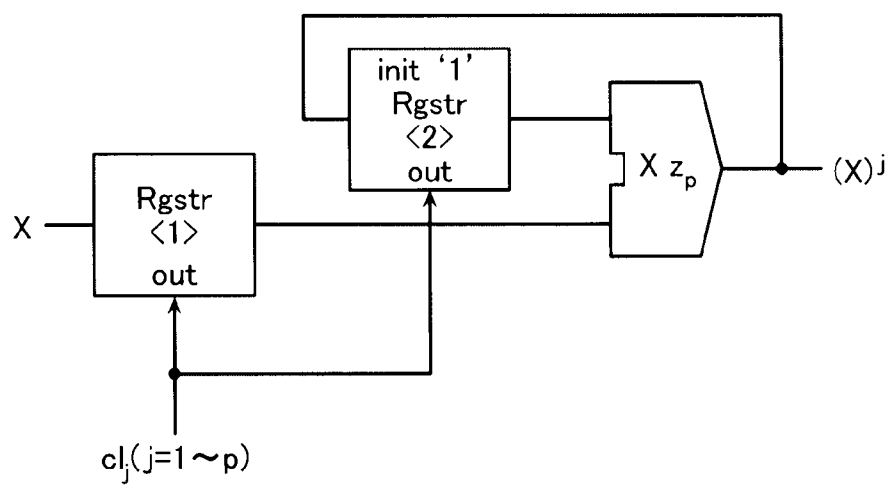 init ‘1’
Rgstr
<2>
out
X z_p
(X)^j
Rgstr
<1>
out
X
cl_j(j=1~p)